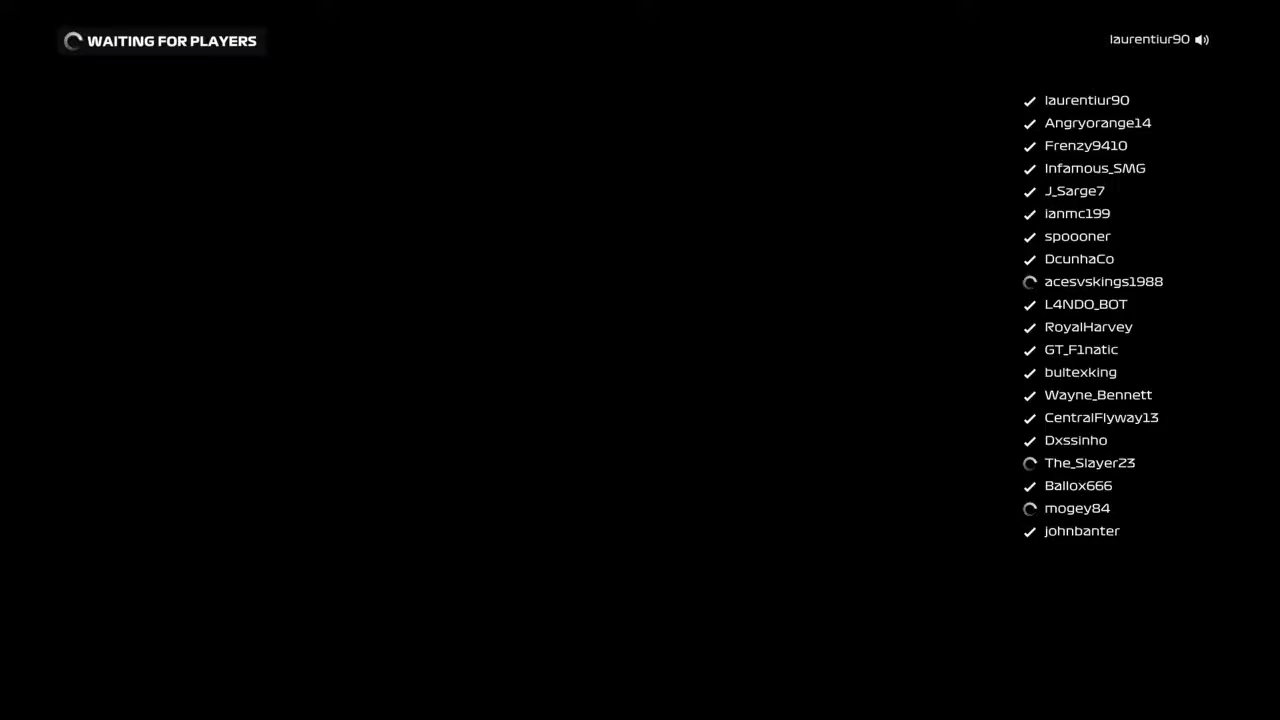 WAITING FOR PLAYERS
laurentiur90
laurentiur90
Angryorange14
Frenzy9410
Infamous_SMG
J_Sarge7
ianmc199
spoooner
DcunhaCo
acesvskings1988
L4NDO_BOT
RoyalHarvey
GT_F1natic
bultexking
Wayne_Bennett
CentralFlyway13
Dxssinho
The_Slayer23
Ballox666
mogey84
johnbanter